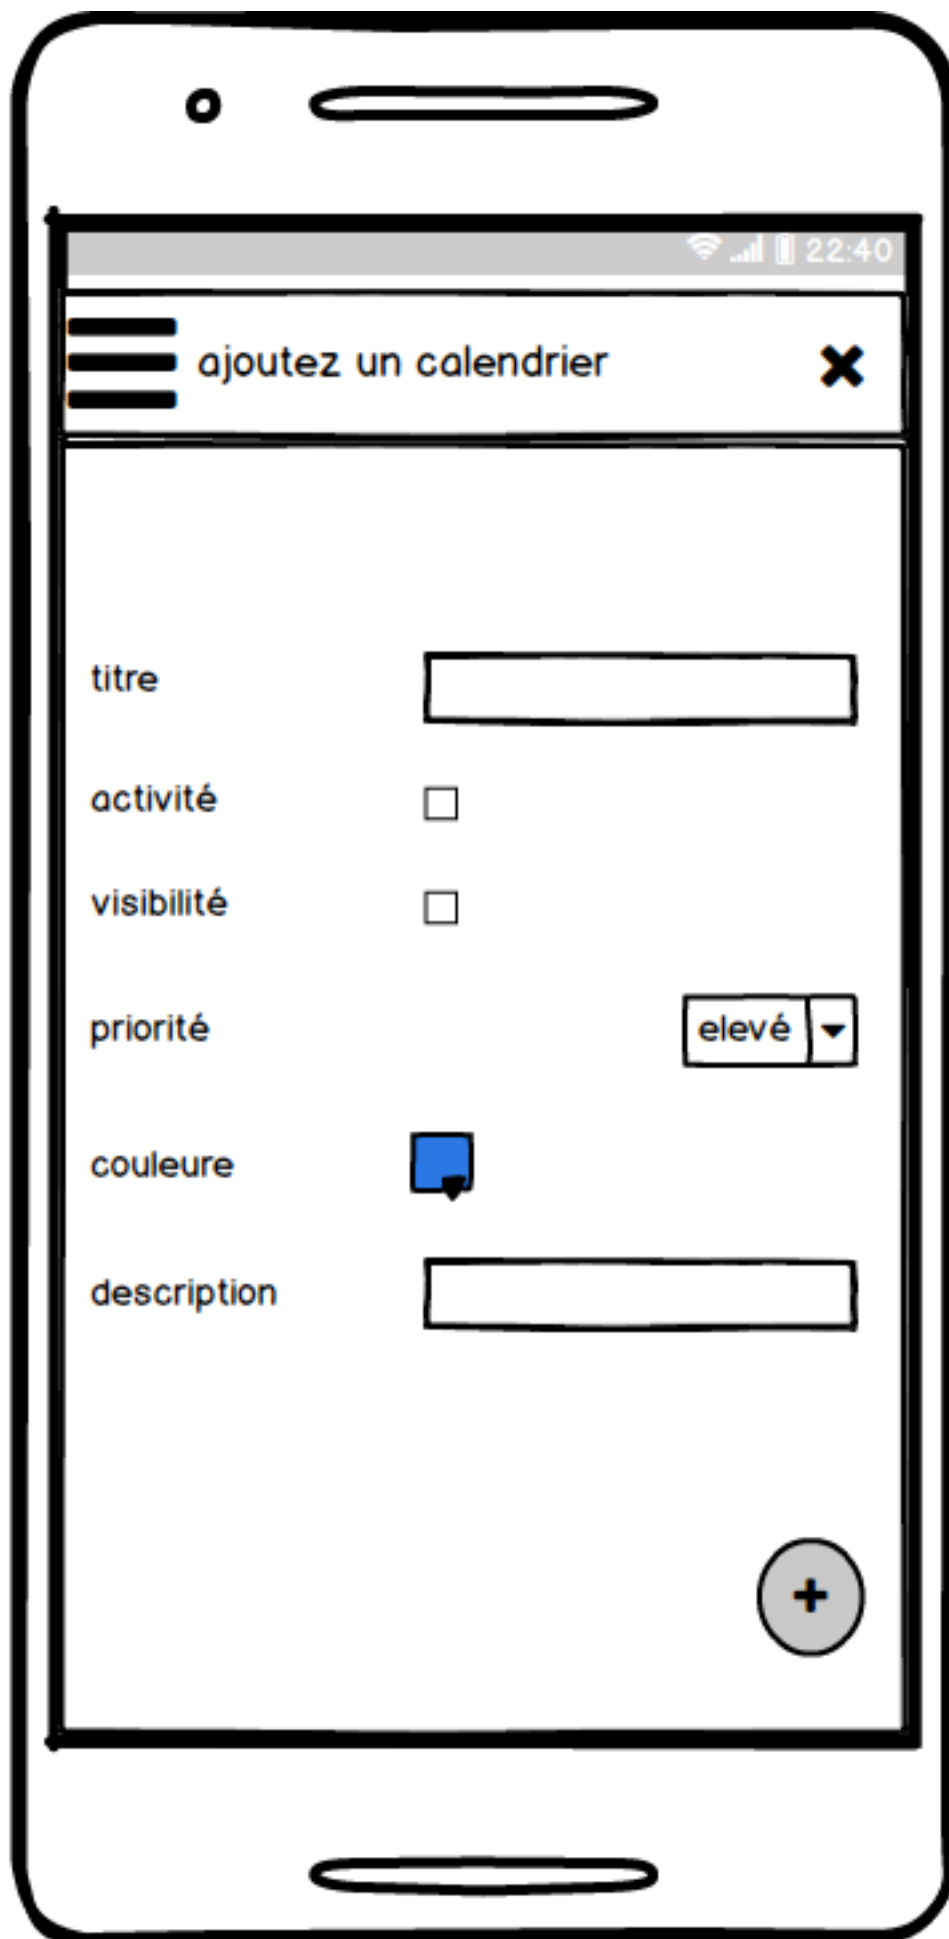 22:40
ajoutez un calendrier
titre
activité
visibilité
priorité elevé
couleure
description